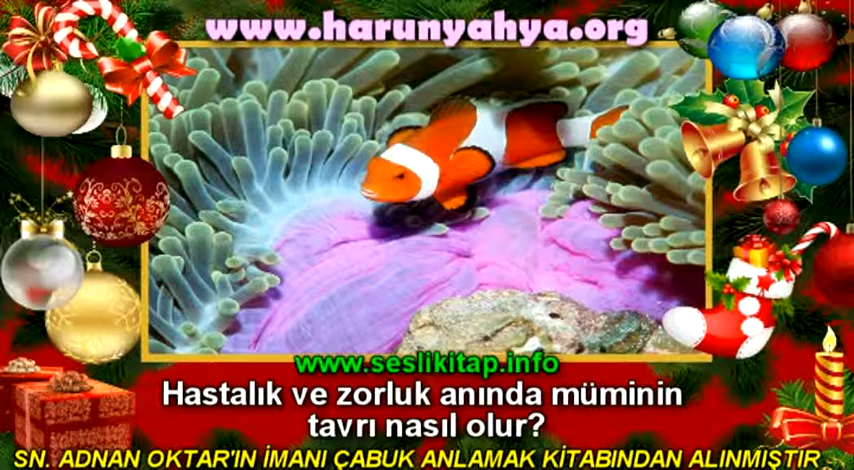 www.harunyahya.org
www.seslikitap.info
Hastalık ve zorluk anında müminin
tavrı nasıl olur?
SN. ADNAN OKTAR'IN İMANI ÇABUK ANLAMAK KİTABINDAN ALINMIŞTIR